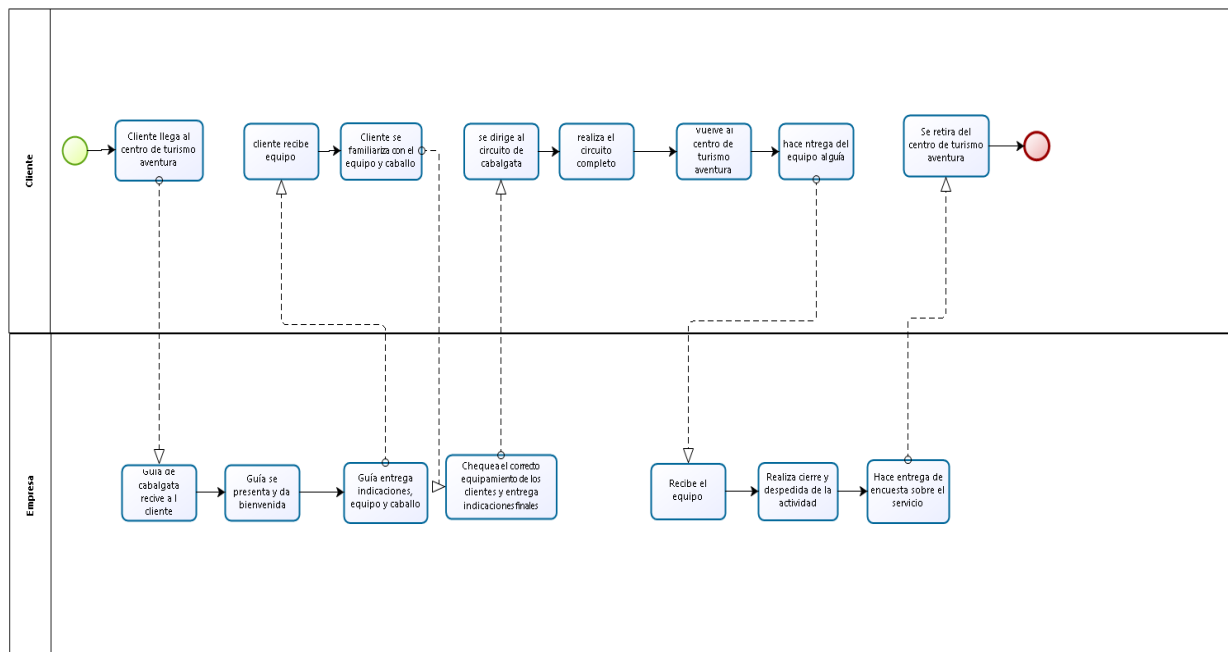 Cliente
Cliente llega al
centro de turismo
aventura
cliente recibe
equipo
Cliente se
familiariza con el
equipo y caballo
se dirige al
circuito de
cabalgata
realiza el
circuito
completo
Vuelve al
centro de
turismo
aventura
hace ntrega del
equipo al guía
Se retira del
centro de turismo
aventura
Empresa
Guía de
cabalgata
recive a l
cliente
Guía se
presenta y da
bienvenida
Guía entrega
indicaciones,
equipo y caballo
Chequea el correcto
equipamiento de los
clientes y entrega
indicaciones finales
Recibe el
equipo
Realiza cierre y
despedida de la
actividad
Hace entrega de
encuesta sobre el
servicio